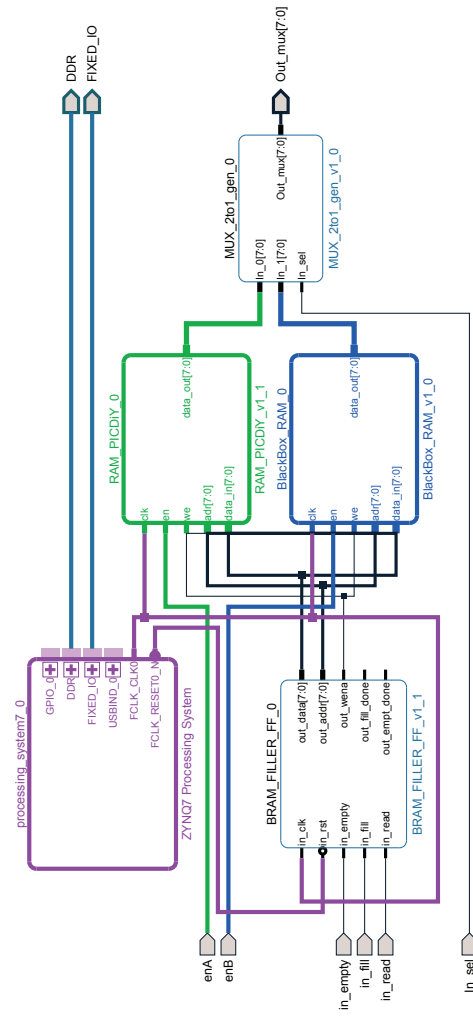 DDR
FIXED_IO
processing_system7_0
GPIO_0
DDR
FIXED_IO
USBIND_0
FCLK_CLK0
FCLK_RESET0_N
ZYNQ7 Processing System
RAM_PICDiY_0
clk
en
we
adr[7:0]
data_in[7:0]
data_out[7:0]
RAM_PICDiY_v1_1
MUX_2to1_gen_0
In_0[7:0]
In_1[7:0]
In_sel
Out_mux[7:0]
MUX_2to1_gen_v1_0
Out_mux[7:0]
enA
enB
BlackBox_RAM_0
clk
en
we
adr[7:0]
data_in[7:0]
data_out[7:0]
BlackBox_RAM_v1_0
BRAM_FILLER_FF_0
in_clk
in_rst
in_empty
in_fill
in_read
out_data[7:0]
out_addr[7:0]
out_wena
out_fill_done
out_empt_done
BRAM_FILLER_FF_v1_1
in_empty
in_fill
in_read
In_sel